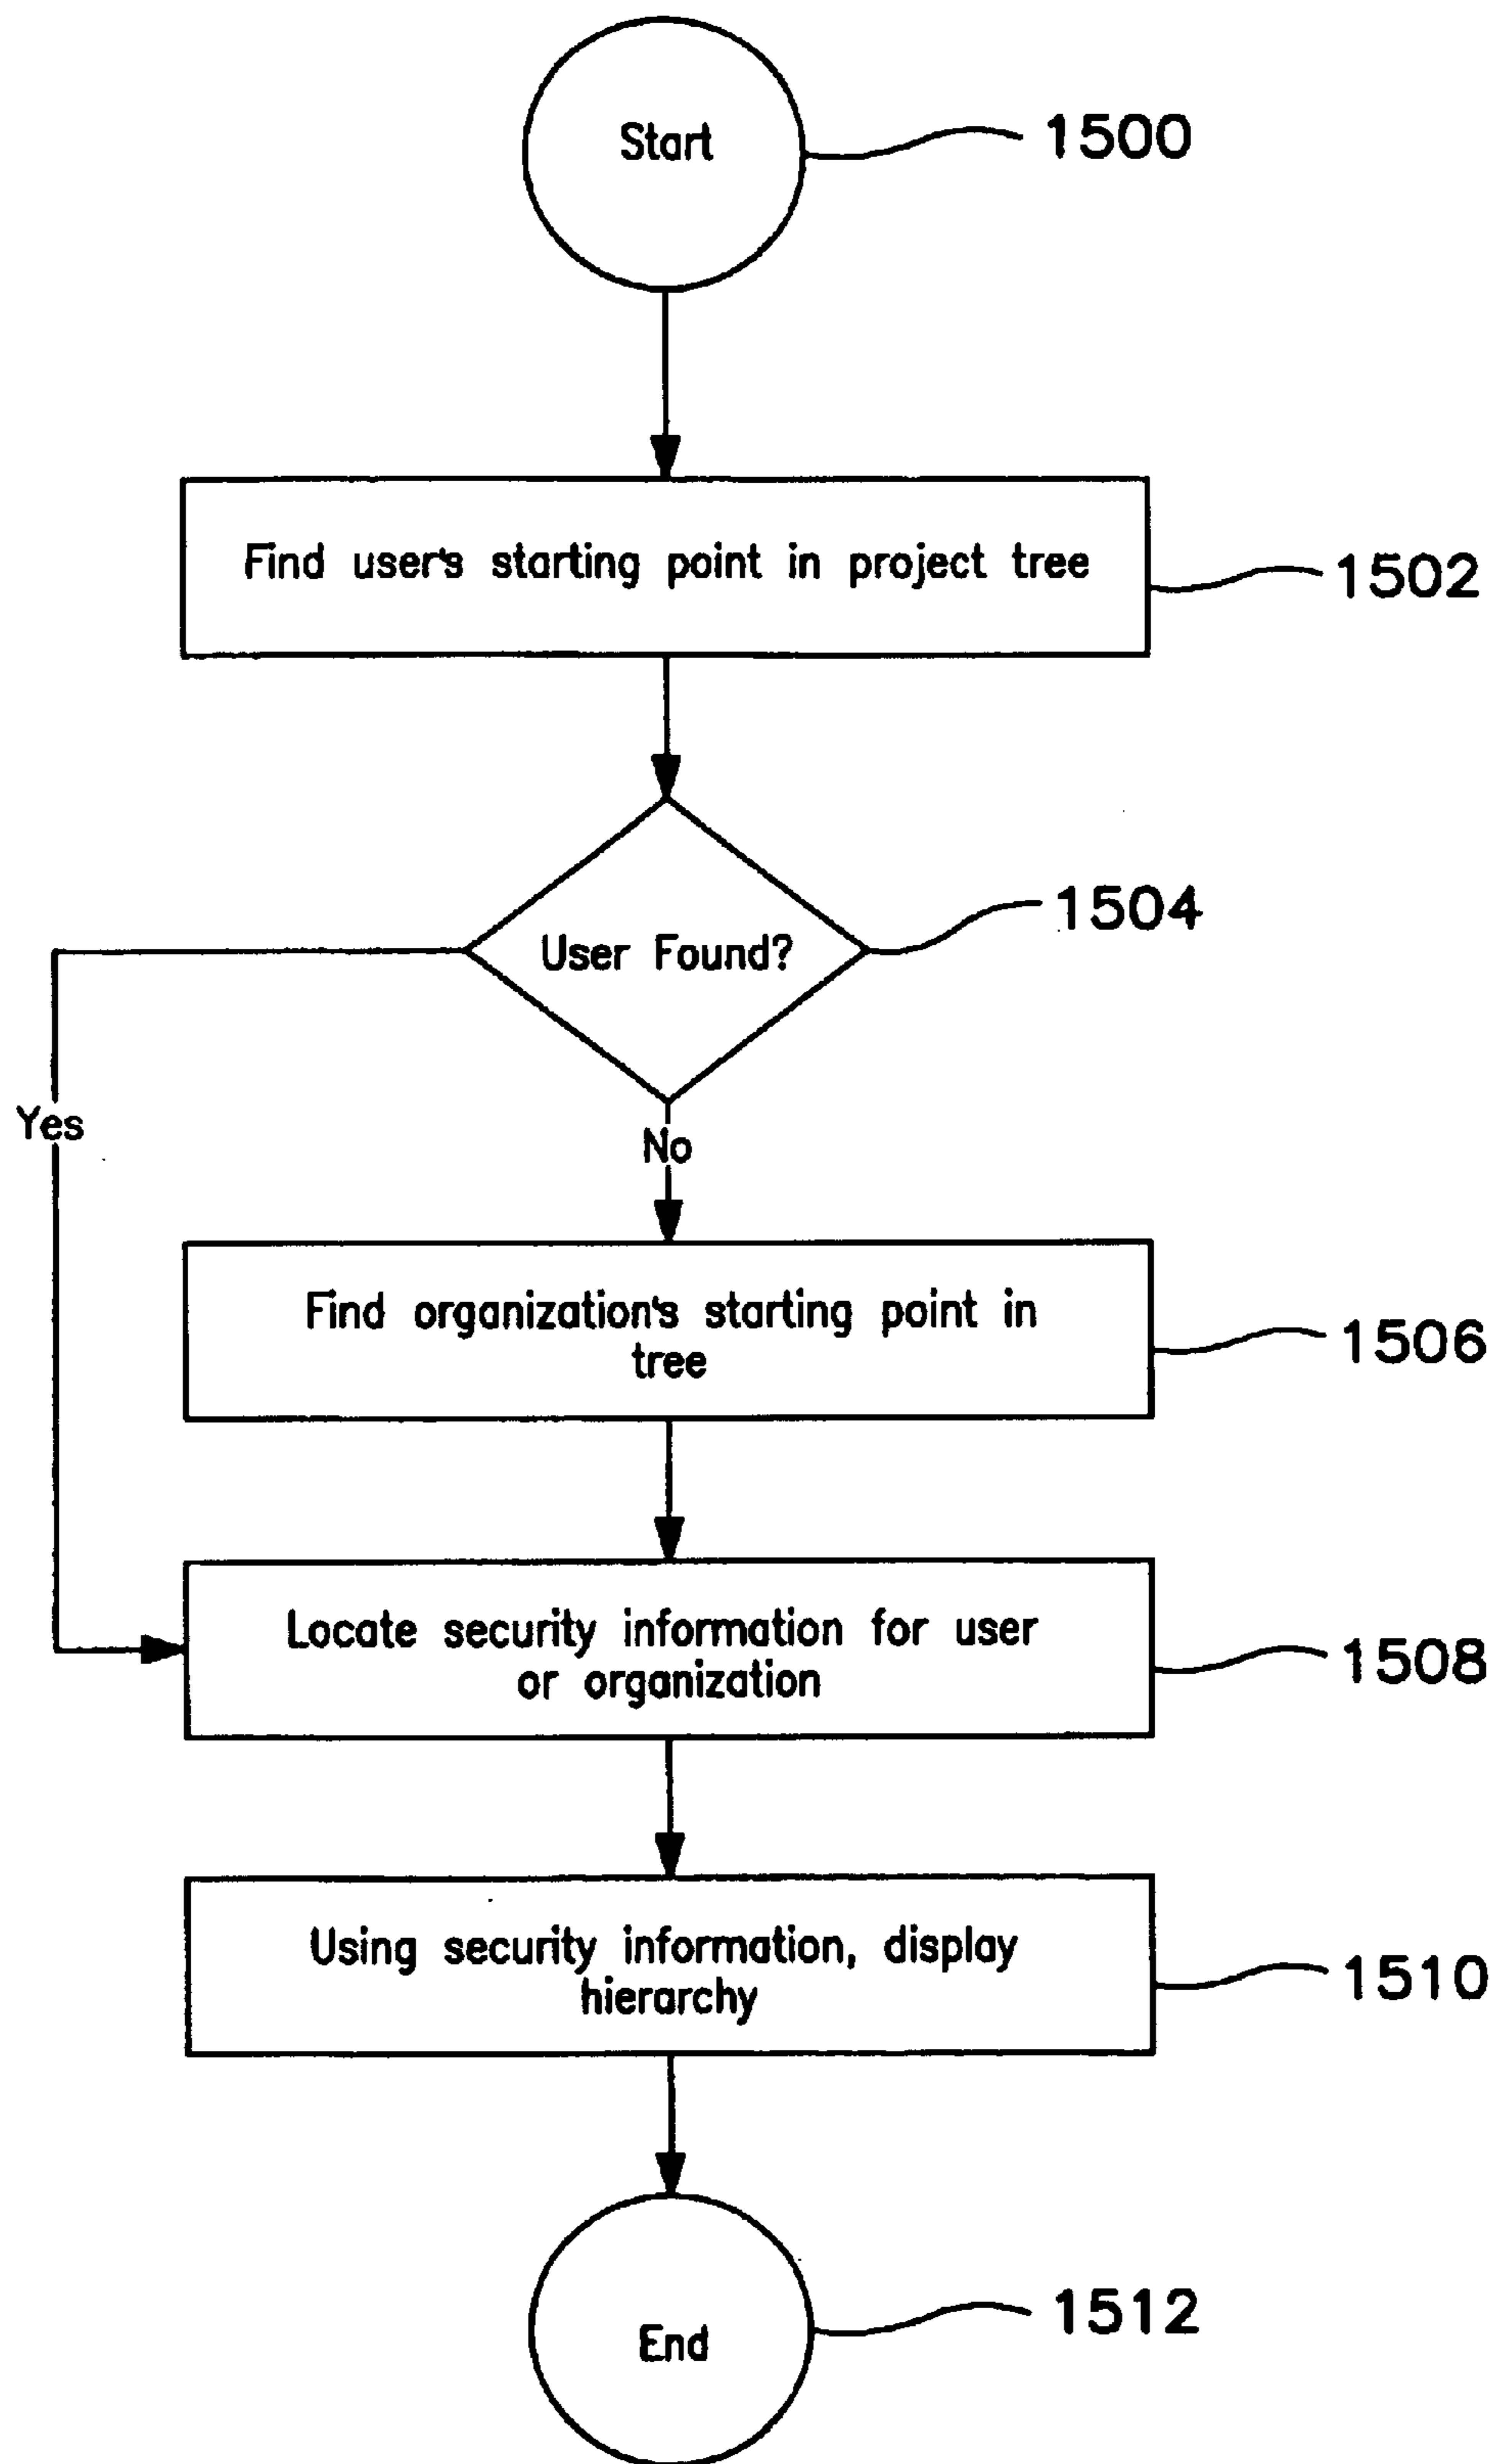 Start
1500
Find user's starting point in project tree
1502
User Found?
1504
Yes
No
Find organization's starting point in
tree
1506
Locate security information for user
or organization
1508
Using security information, display
hierarchy
1510
End
1512